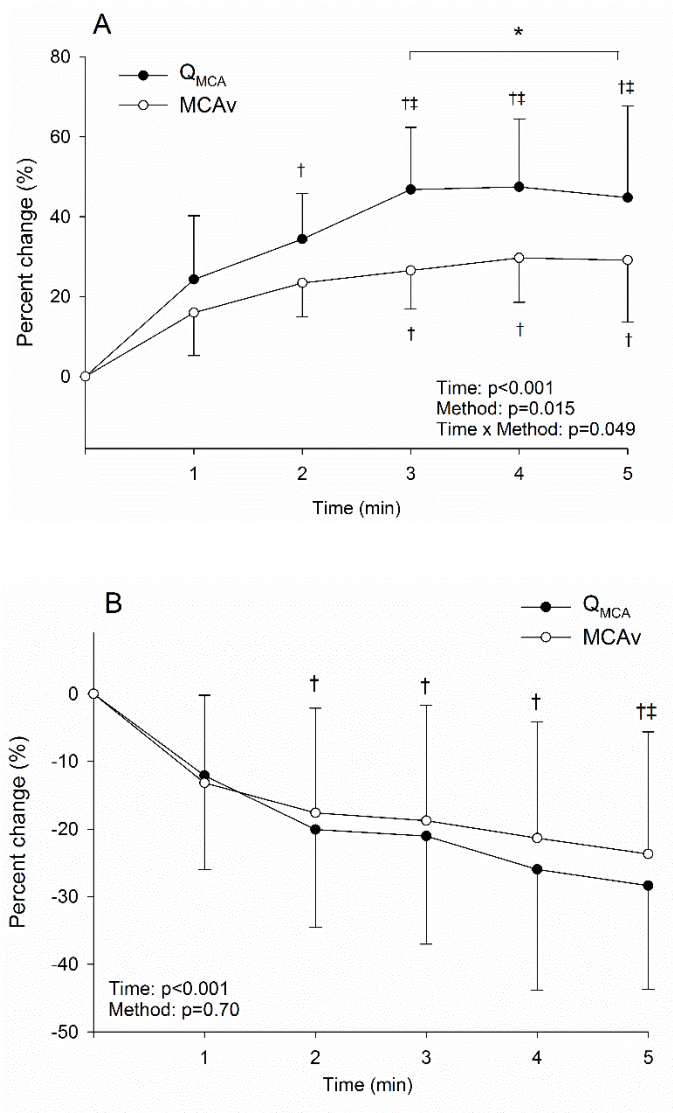 A
*
80
60
40
20
0
Percent change (%)
QMCA
MCAv
†
†‡
†‡
†‡
†
†
†
Time: p<0.001
Method: p=0.015
Time x Method: p=0.049
1
2
3
4
5
Time (min)
B
QMCA
MCAv
†
†
†
†‡
0
-10
-20
-30
-40
-50
Percent change (%)
Time: p<0.001
Method: p=0.70
1
2
3
4
5
Time (min)